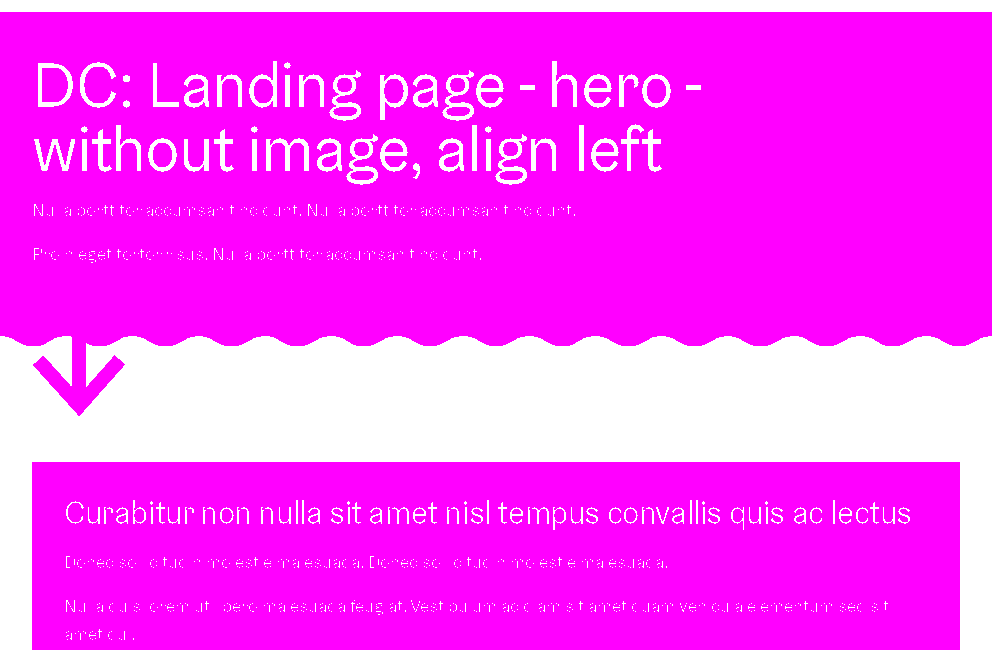 DC: Landing page - hero -
without image, align left
Nulla porttitor accumsan tincidunt. Nulla porttitor accumsan tincidunt.
Proin eget tortor risus. Nulla porttitor accumsan tincidunt.
Curabitur non nulla sit amet nisl tempus convallis quis ac lectus
Donec sollicitudin molestie malesuada. Donec sollicitudin molestie malesuada.
Nulla quis lorem ut libero malesuada feugiat. Vestibulum ac diam sit amet quam vehicula elementum sed sit
amet dui.